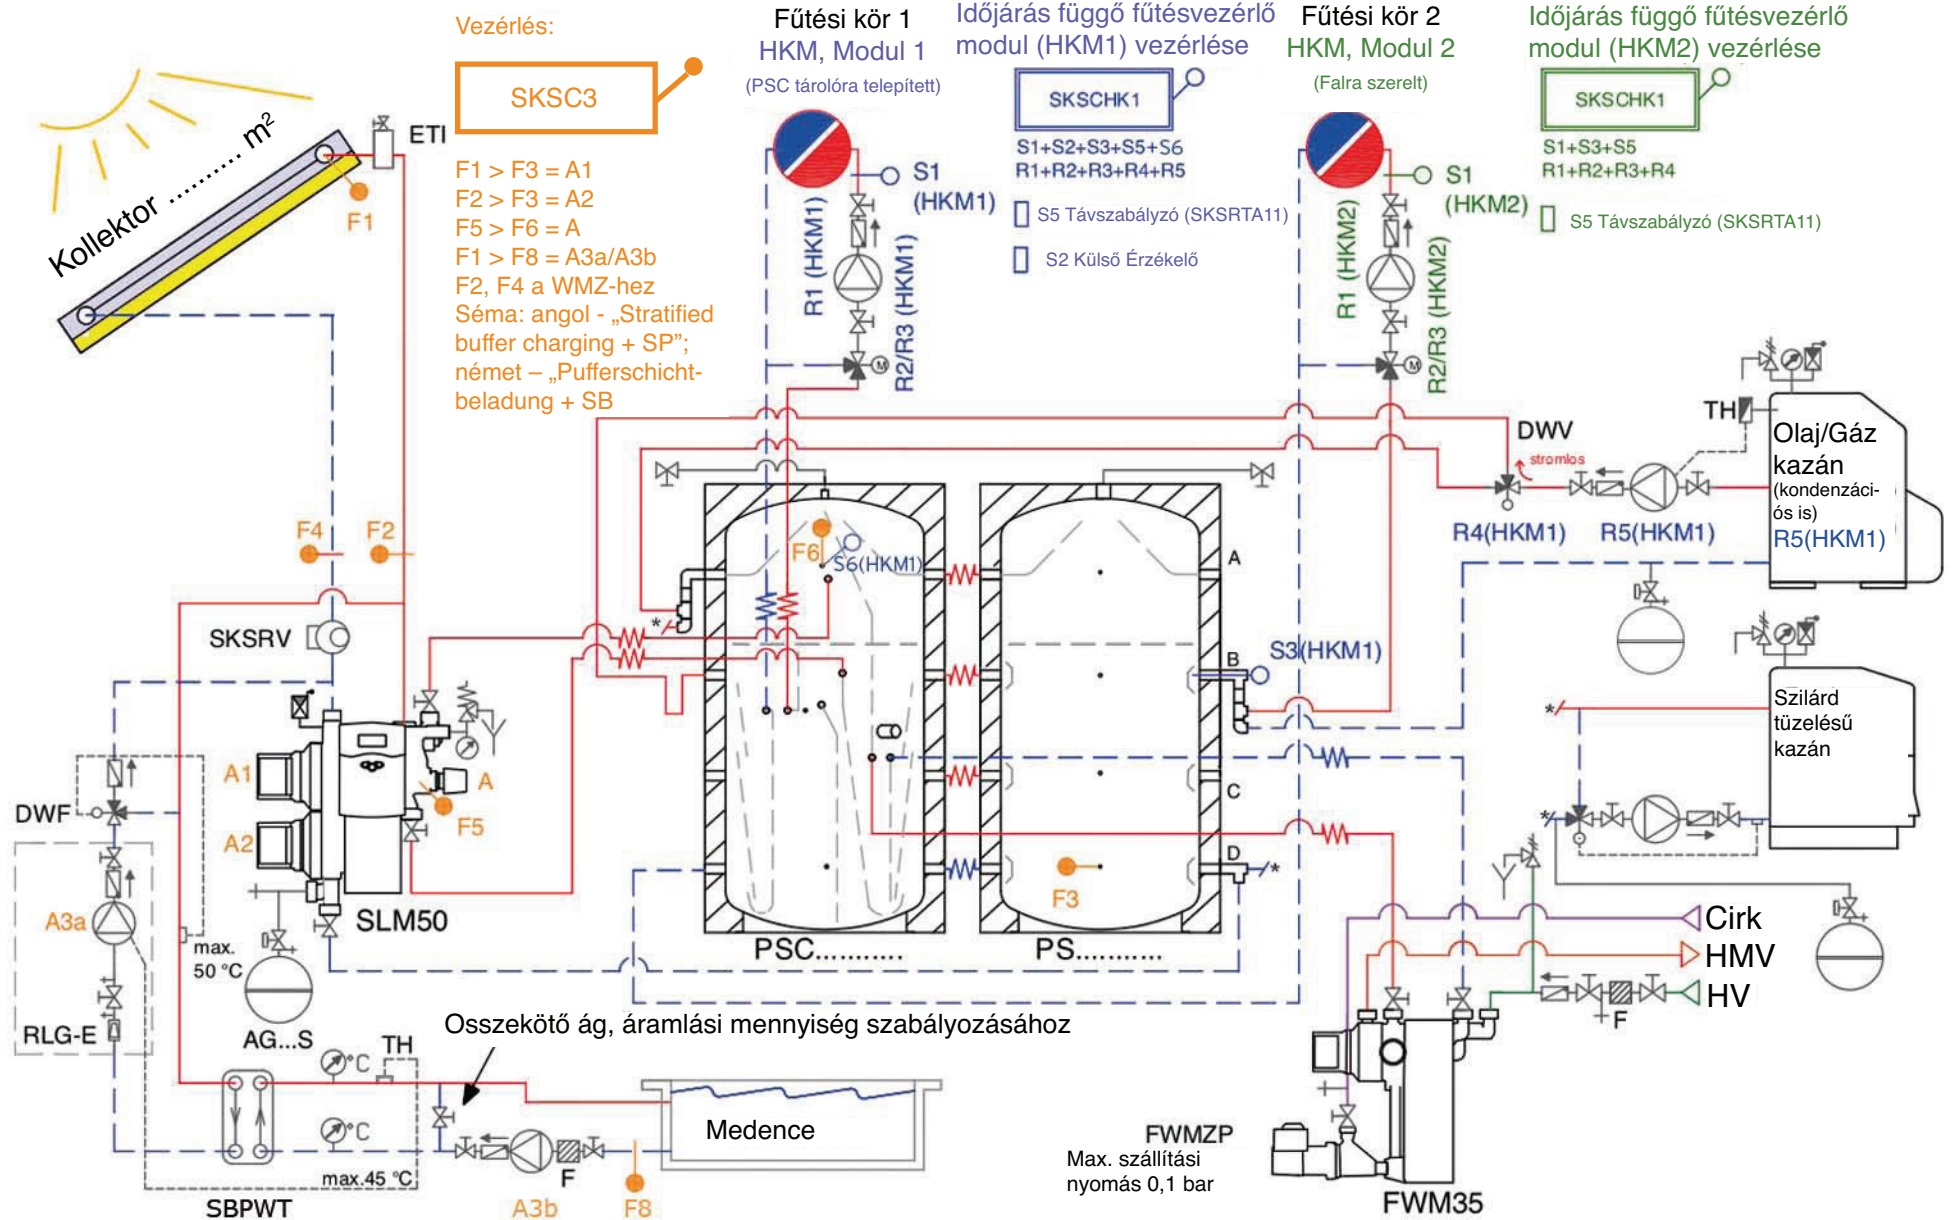 Vezérlés:
SKSC3
F1 > F3 = A1
F2 > F3 = A2
F5 > F6 = A
F1 > F8 = A3a/A3b
F2, F4 a WMZ-hez
Séma: angol - „Stratified
buffer charging + SP”;
német – „Pufferschicht-
beladung + SB
Fűtési kör 1
HKM, Modul 1
(PSC tárolóra telepített)
Időjárás függő fűtésvezérlő
modul (HKM1) vezérlése
SKSCHK1
S1+S2+S3+S5+S6
R1+R2+R3+R4+R5
S5 Távszabályzó (SKSRTA11)
S2 Külső Érzékelő
Fűtési kör 2
HKM, Modul 2
(Falra szerelt)
Időjárás függő fűtésvezérlő
modul (HKM2) vezérlése
SKSCHK1
S1+S3+S5
R1+R2+R3+R4
S5 Távszabályzó (SKSRTA11)
Kollektor .......... m²
ETI
F1
S1
(HKM1)
R1 (HKM1)
R2/R3 (HKM1)
M
S1
(HKM2)
R1 (HKM2)
R2/R3 (HKM2)
M
TH
DWV
stromlos
R4(HKM1)
R5(HKM1)
Olaj/Gáz
kazán
(kondenzáci-
ós is)
R5(HKM1)
F4
F2
SKSRV
F6
S6(HKM1)
*
A
B
S3(HKM1)
C
D
*
F3
PSC..........
PS..........
Szilárd
tüzelésű
kazán
*
*
A1
A2
A
F5
SLM50
DWF
A3a
RLG-E
max.
50 °C
AG...S
Cirk
HMV
HV
F
Osszekötő ág, áramlási mennyiség szabályozásához
°C
TH
°C
max.45 °C
SBPWT
F
A3b
F8
Medence
FWMZP
Max. szállítási
nyomás 0,1 bar
FWM35